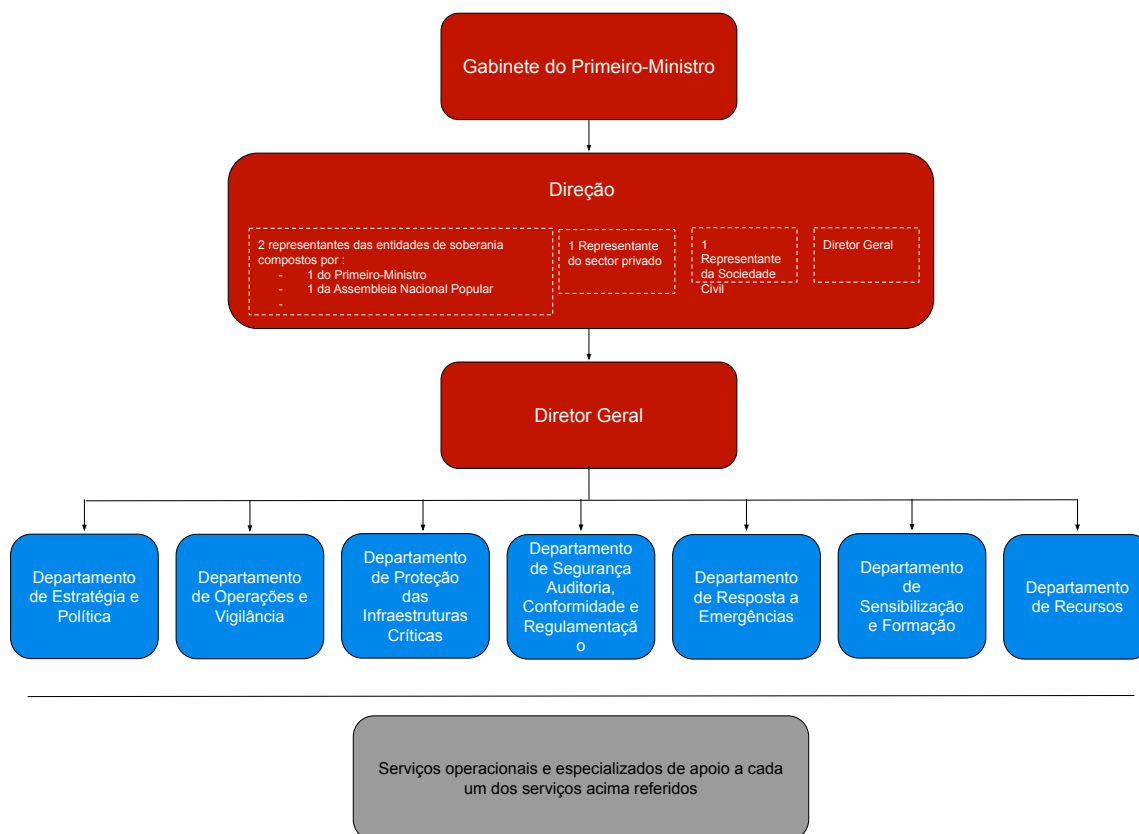 Gabinete do Primeiro-Ministro
Direção
2 representantes das entidades de soberania
compostos por :
- 1 do Primeiro-Ministro
- 1 da Assembleia Nacional Popular
-
1 Representante
do sector privado
1
Representante
da Sociedade
Civil
Diretor Geral
Diretor Geral
Departamento
de Estratégia e
Política
Departamento
de Operações e
Vigilância
Departamento
de Proteção
das
Infraestruturas
Críticas
Departamento
de Segurança
Auditoria,
Conformidade e
Regulamentaçã
o
Departamento
de Resposta a
Emergências
Departamento
de
Sensibilização
e Formação
Departamento
de Recursos
Serviços operacionais e especializados de apoio a cada
um dos serviços acima referidos